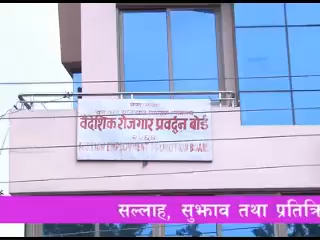 वैदेशिक रोजगार प्रवर्द्धन बोर्ड
FOREIGN EMPLOYMENT PROMOTION BOARD
सल्लाह, सुझाव तथा प्रतिक्रि